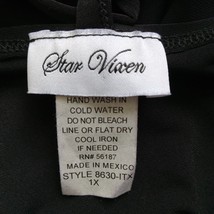 Star Vixen
HAND WASH IN
COLD WATER
DO NOT BLEACH
LINE OR FLAT DRY
COOL IRON
IF NEEDED
RN# 56187
MADE IN MEXICO
STYLE 8630-ITX
1X